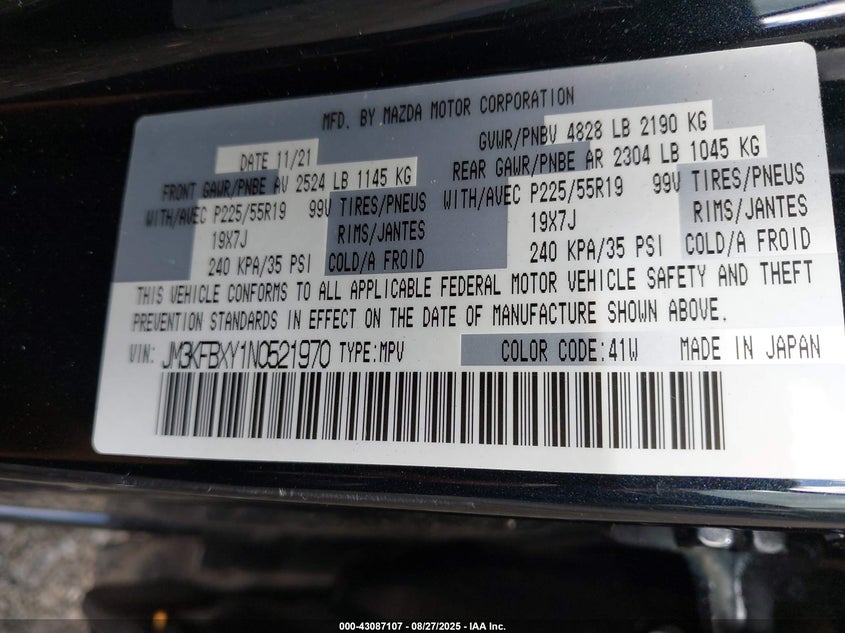 MFD. BY MAZDA MOTOR CORPORATION
DATE 11/21 GVWR/PNBV 4828 LB 2190 KG
FRONT GAWR/PNBE AV 2524 LB 1145 KG REAR GAWR/PNBE AR 2304 LB 1045 KG
WITH/AVEC P225/55R19 99V TIRES/PNEUS WITH/AVEC P225/55R19 99V TIRES/PNEUS
19X7J RIMS/JANTES 19X7J RIMS/JANTES
240 KPA/35 PSI COLD/A FROID 240 KPA/35 PSI COLD/A FROID
THIS VEHICLE CONFORMS TO ALL APPLICABLE FEDERAL MOTOR VEHICLE SAFETY AND THEFT
PREVENTION STANDARDS IN EFFECT ON THE DATE OF MANUFACTURE SHOWN ABOVE.
VIN: JM3KFBXY1N0521970 TYPE:MPV COLOR CODE:41W MADE IN JAPAN
000-43087107 - 08/27/2025 - IAA Inc.